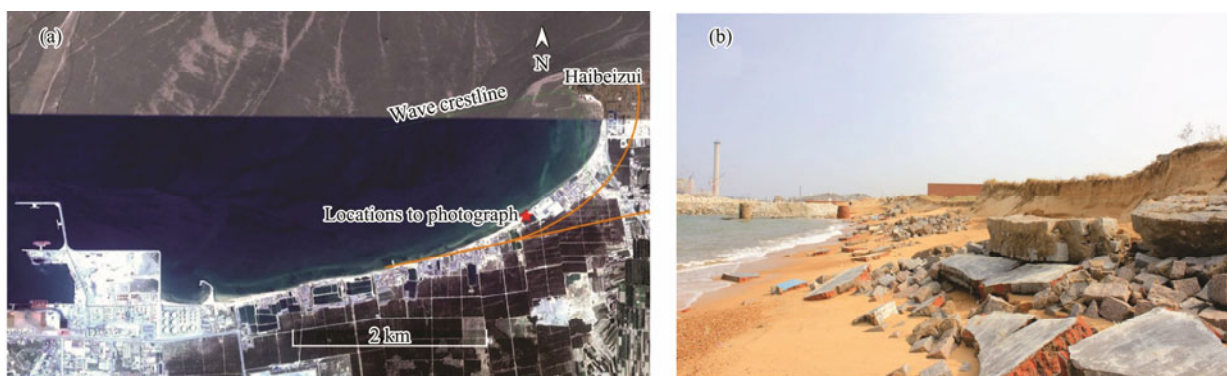 (a)
N
Haibeizui
Wave crestline
Locations to photograph
2 km
(b)